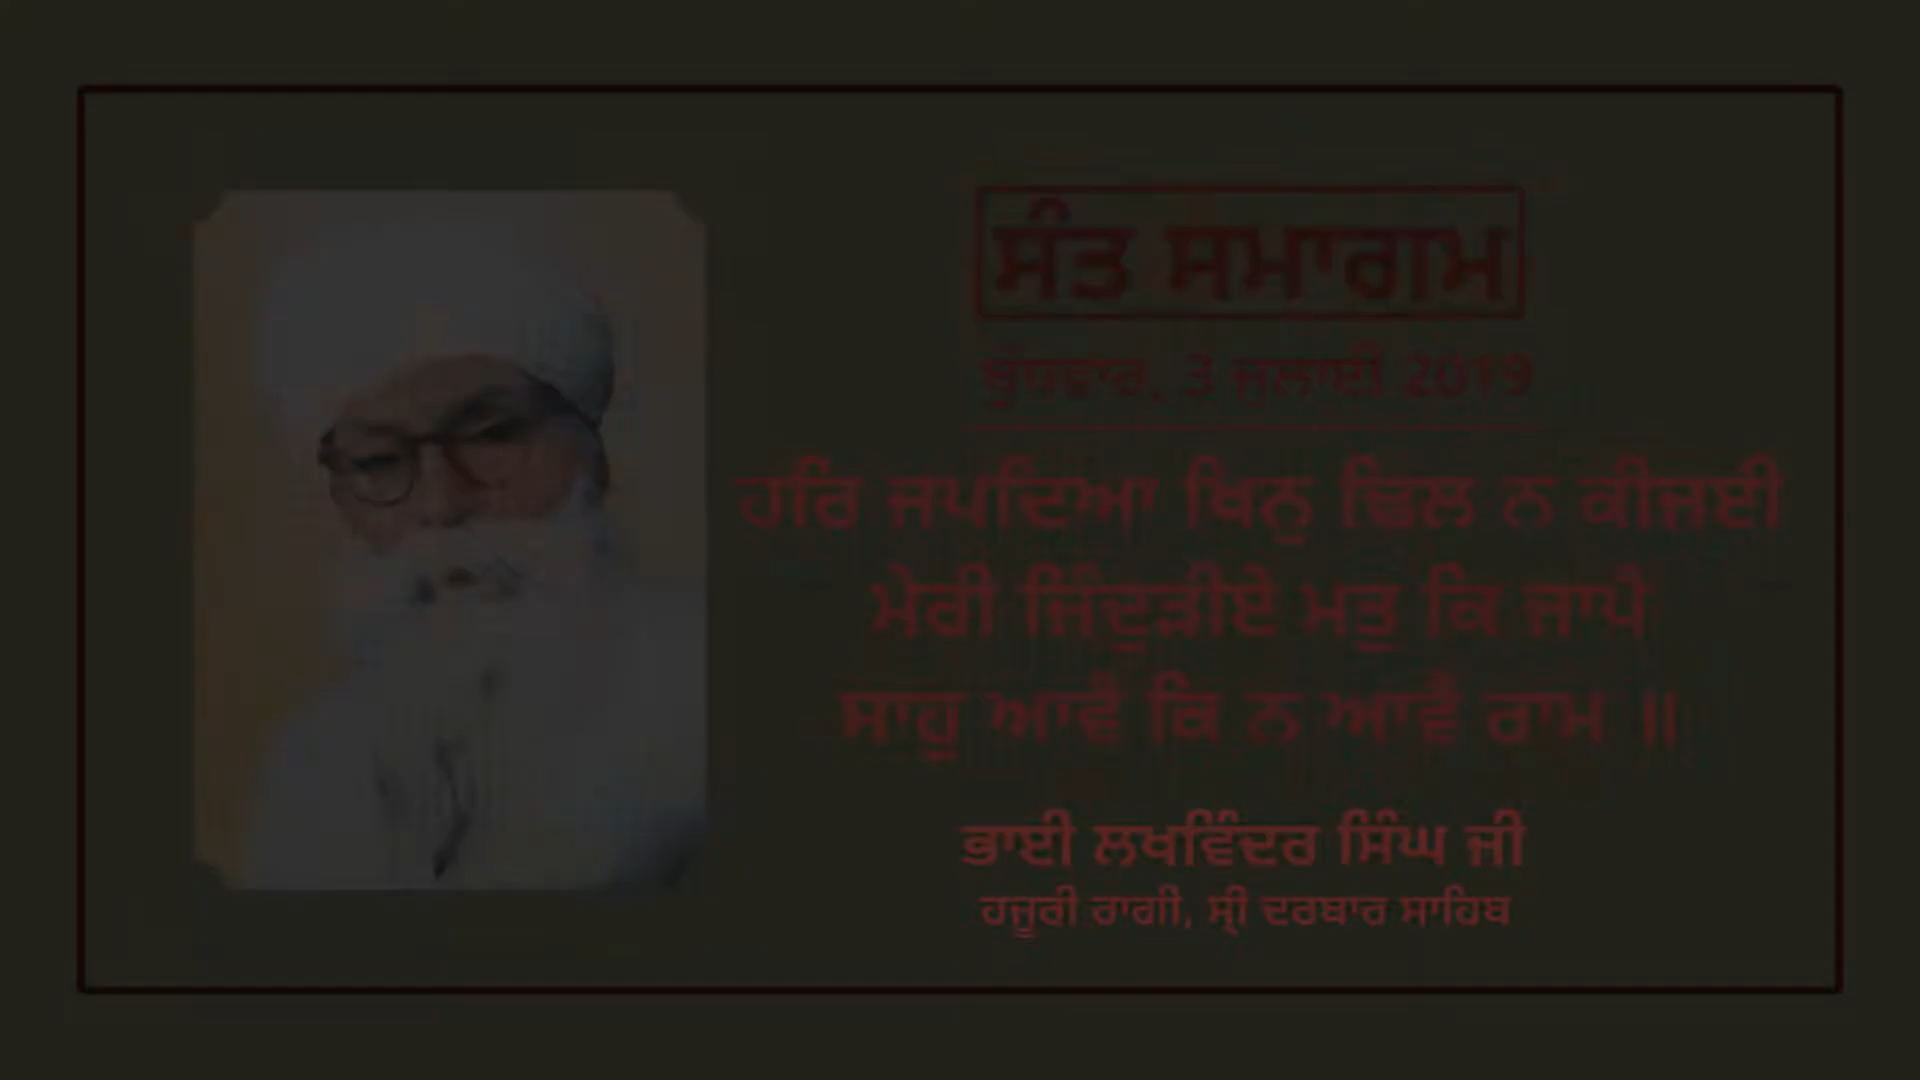 ਸੰਤ ਸਮਾਗਮ
ਬੁੱਧਵਾਰ, 3 ਜੁਲਾਈ 2019
ਹਰਿ ਜਪਦਿਆ ਖਿਨੁ ਢਿਲ ਨ ਕੀਜਈ
ਮੇਰੀ ਜਿੰਦੁੜੀਏ ਮਤੁ ਕਿ ਜਾਪੈ
ਸਾਹੁ ਆਵੈ ਕਿ ਨ ਆਵੈ ਰਾਮ ॥
ਭਾਈ ਲਖਵਿੰਦਰ ਸਿੰਘ ਜੀ
ਹਜ਼ੂਰੀ ਰਾਗੀ, ਸ੍ਰੀ ਦਰਬਾਰ ਸਾਹਿਬ